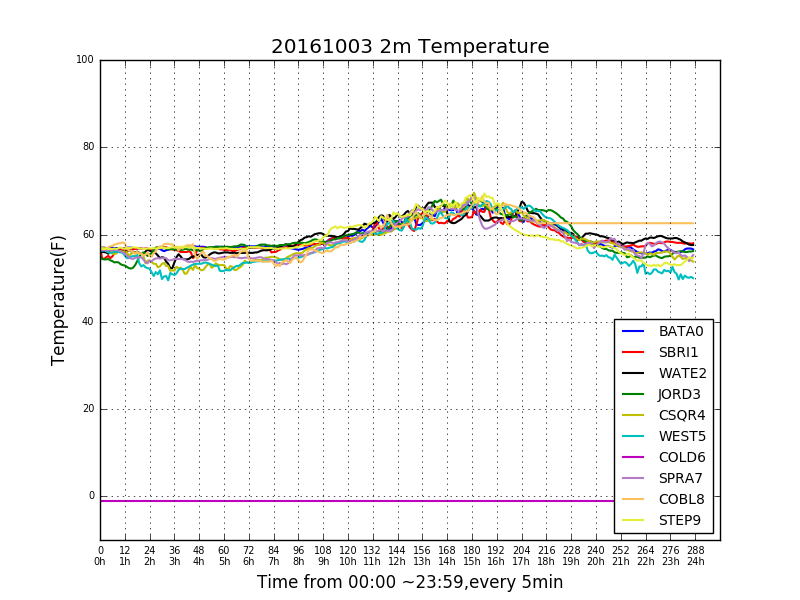 20161003 2m Temperature
Temperature(F)
100
80
60
40
20
0
BATA0
SBRI1
WATE2
JORD3
CSQR4
WEST5
COLD6
SPRA7
COBL8
STEP9
0 12 24 36 48 60 72 84 96 108 120 132 144 156 168 180 192 204 216 228 240 252 264 276 288
0h 1h 2h 3h 4h 5h 6h 7h 8h 9h 10h 11h 12h 13h 14h 15h 16h 17h 18h 19h 20h 21h 22h 23h 24h
Time from 00:00 ~23:59,every 5min